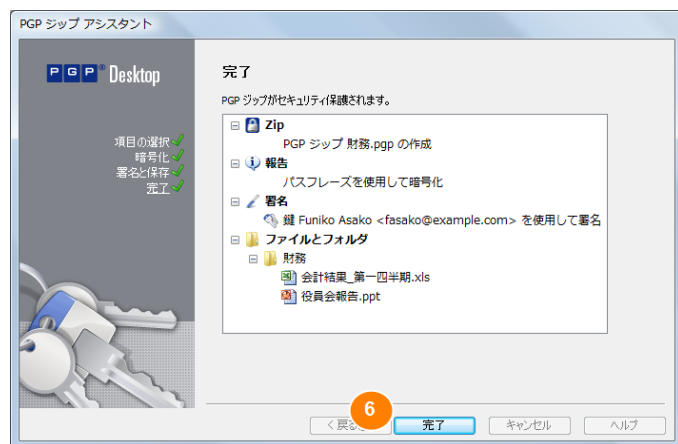 PGP ジップ アシスタント
PGP® Desktop
項目の選択
暗号化
署名と保存
完了
完了
PGP ジップがセキュリティ保護されます。
Zip
PGP ジップ 財務.pgp の作成
報告
パスフレーズを使用して暗号化
署名
鍵 Funiko Asako <fasako@example.com> を使用して署名
ファイルとフォルダ
財務
会計結果_第一四半期.xls
役員会報告.ppt
6
< 戻る
完了
キャンセル
ヘルプ